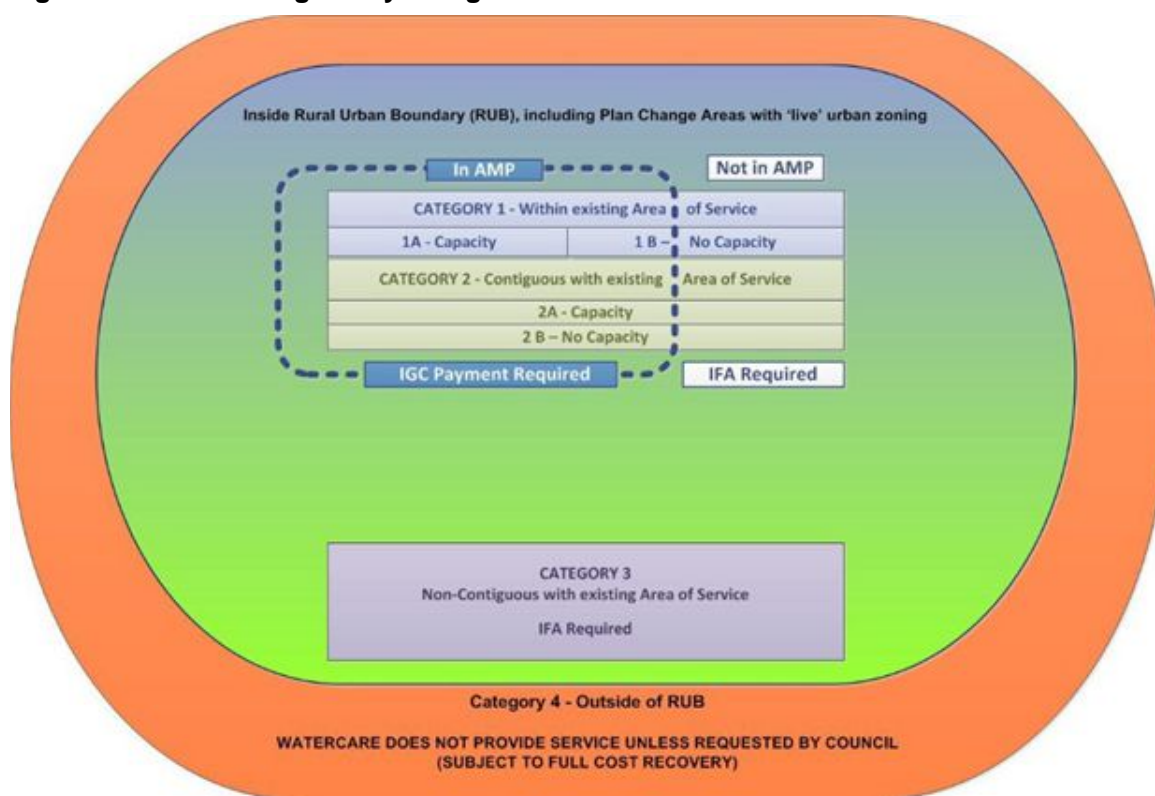 Inside Rural Urban Boundary (RUB), including Plan Change Areas with ‘live’ urban zoning
In AMP
Not in AMP
CATEGORY 1 - Within existing Area of Service
1A - Capacity
1 B – No Capacity
CATEGORY 2 - Contiguous with existing Area of Service
2A - Capacity
2 B – No Capacity
IGC Payment Required
IFA Required
CATEGORY 3
Non-Contiguous with existing Area of Service
IFA Required
Category 4 - Outside of RUB
WATERCARE DOES NOT PROVIDE SERVICE UNLESS REQUESTED BY COUNCIL
(SUBJECT TO FULL COST RECOVERY)